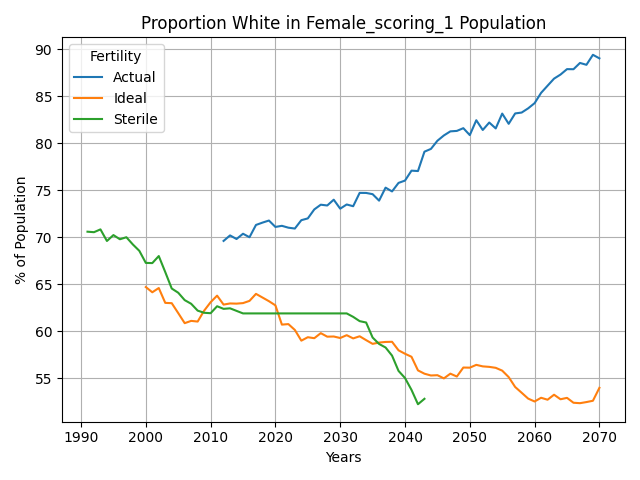 Proportion White in Female_scoring_1 Population
% of Population
90
85
80
75
70
65
60
55
Fertility
Actual
Ideal
Sterile
1990 2000 2010 2020 2030 2040 2050 2060 2070
Years